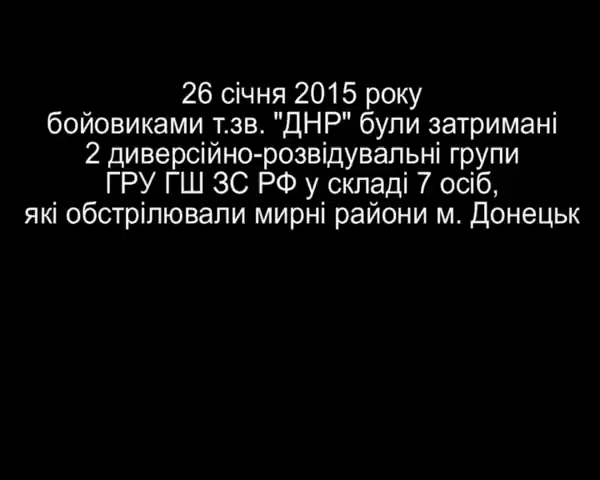 26 січня 2015 року
бойовиками т.зв. "ДНР" були затримані
2 диверсійно-розвідувальні групи
ГРУ ГШ ЗС РФ у складі 7 осіб,
які обстрілювали мирні райони м. Донецьк